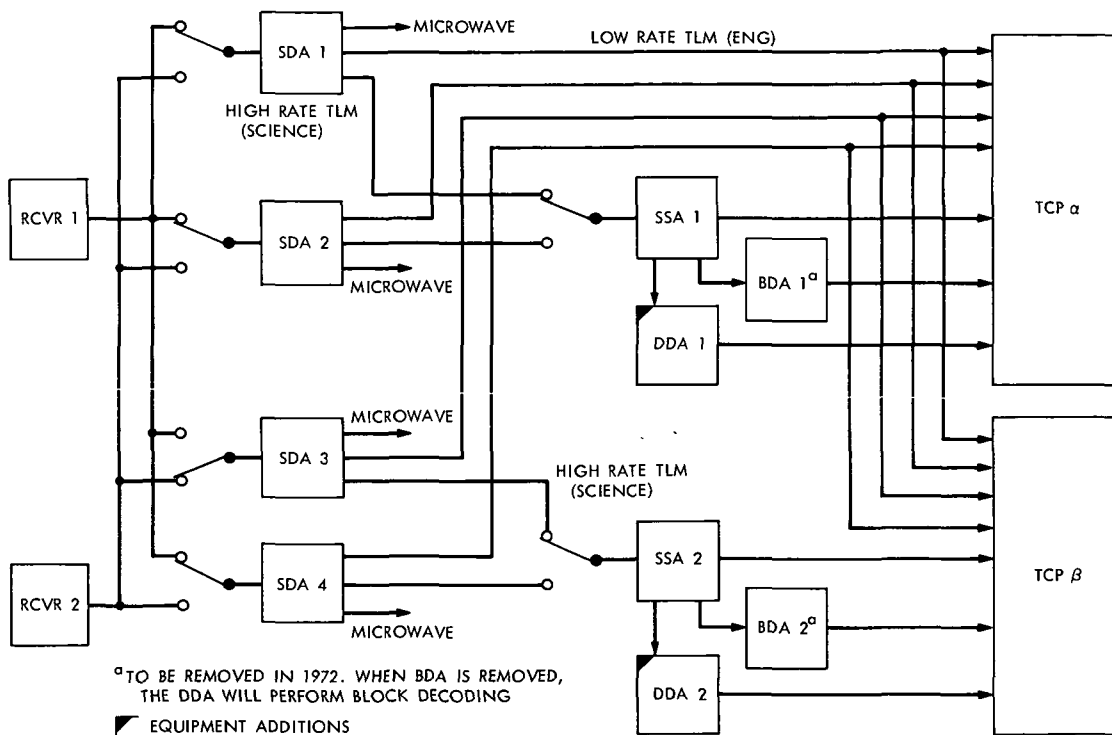 MICROWAVE
LOW RATE TLM (ENG)
SDA 1
HIGH RATE TLM
(SCIENCE)
RCVR 1
SDA 2
SSA 1
TCP α
MICROWAVE
BDA 1ᵃ
DDA 1
MICROWAVE
SDA 3
HIGH RATE TLM
(SCIENCE)
SSA 2
SDA 4
RCVR 2
TCP β
MICROWAVE
BDA 2ᵃ
DDA 2
ᵃTO BE REMOVED IN 1972. WHEN BDA IS REMOVED,
THE DDA WILL PERFORM BLOCK DECODING
EQUIPMENT ADDITIONS